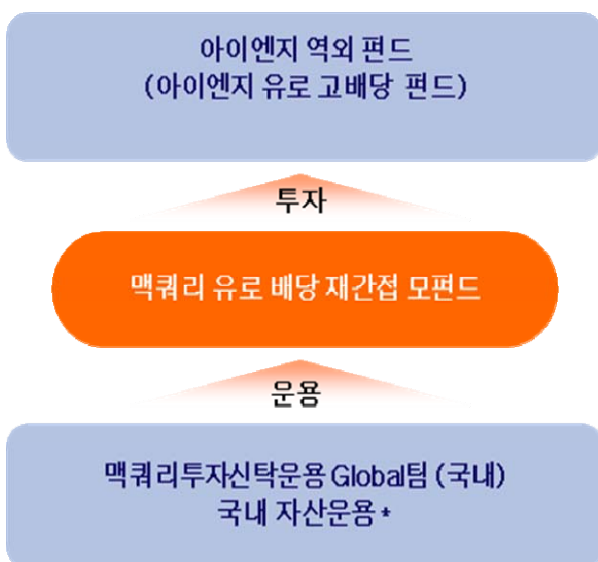 아이엔지 역외 펀드
(아이엔지 유로 고배당 펀드)
투자
맥쿼리 유로 배당 재간접 모펀드
운용
맥쿼리투자신탁운용 Global팀 (국내)
국내 자산운용*